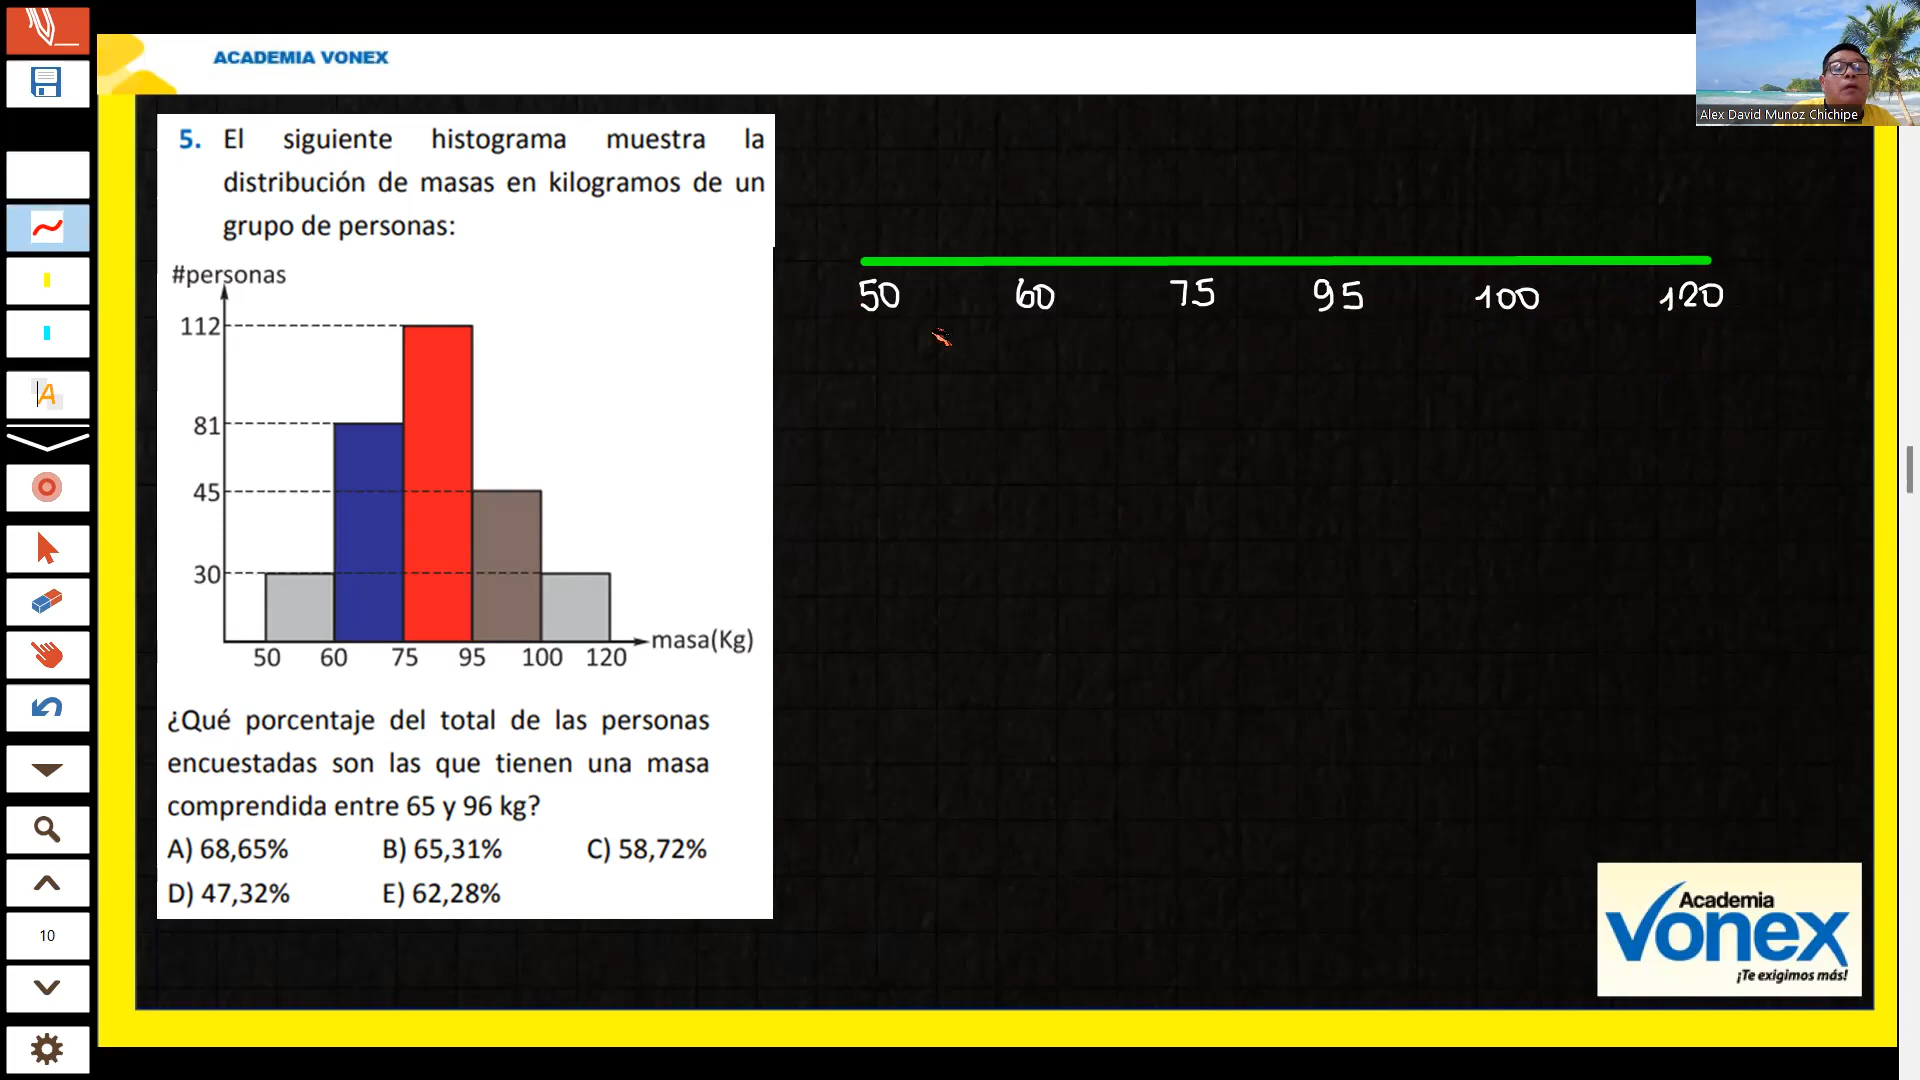 ACADEMIA VONEX
Alex David Munoz Chichipe
5. El siguiente histograma muestra la
distribución de masas en kilogramos de un
grupo de personas:
#personas
112
81
45
30
50 60 75 95 100 120
masa(Kg)
¿Qué porcentaje del total de las personas
encuestadas son las que tienen una masa
comprendida entre 65 y 96 kg?
A) 68,65% B) 65,31% C) 58,72%
D) 47,32% E) 62,28%
50 60 75 95 100 120
A
10
Academia
Vonex
¡Te exigimos más!